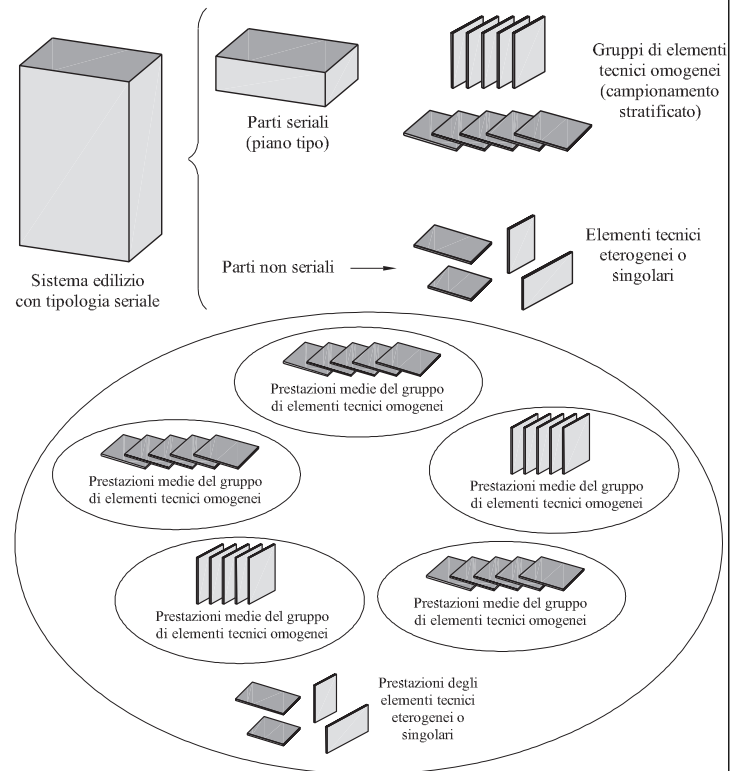 Gruppi di elementi
tecnici omogenei
(campionamento
stratificato)
Parti seriali
(piano tipo)
Elementi tecnici
eterogenei o
singolari
Parti non seriali
Sistema edilizio
con tipologia seriale
Prestazioni medie del gruppo
di elementi tecnici omogenei
Prestazioni medie del gruppo
di elementi tecnici omogenei
Prestazioni medie del gruppo
di elementi tecnici omogenei
Prestazioni medie del gruppo
di elementi tecnici omogenei
Prestazioni medie del gruppo
di elementi tecnici omogenei
Prestazioni degli
elementi tecnici
eterogenei o
singolari